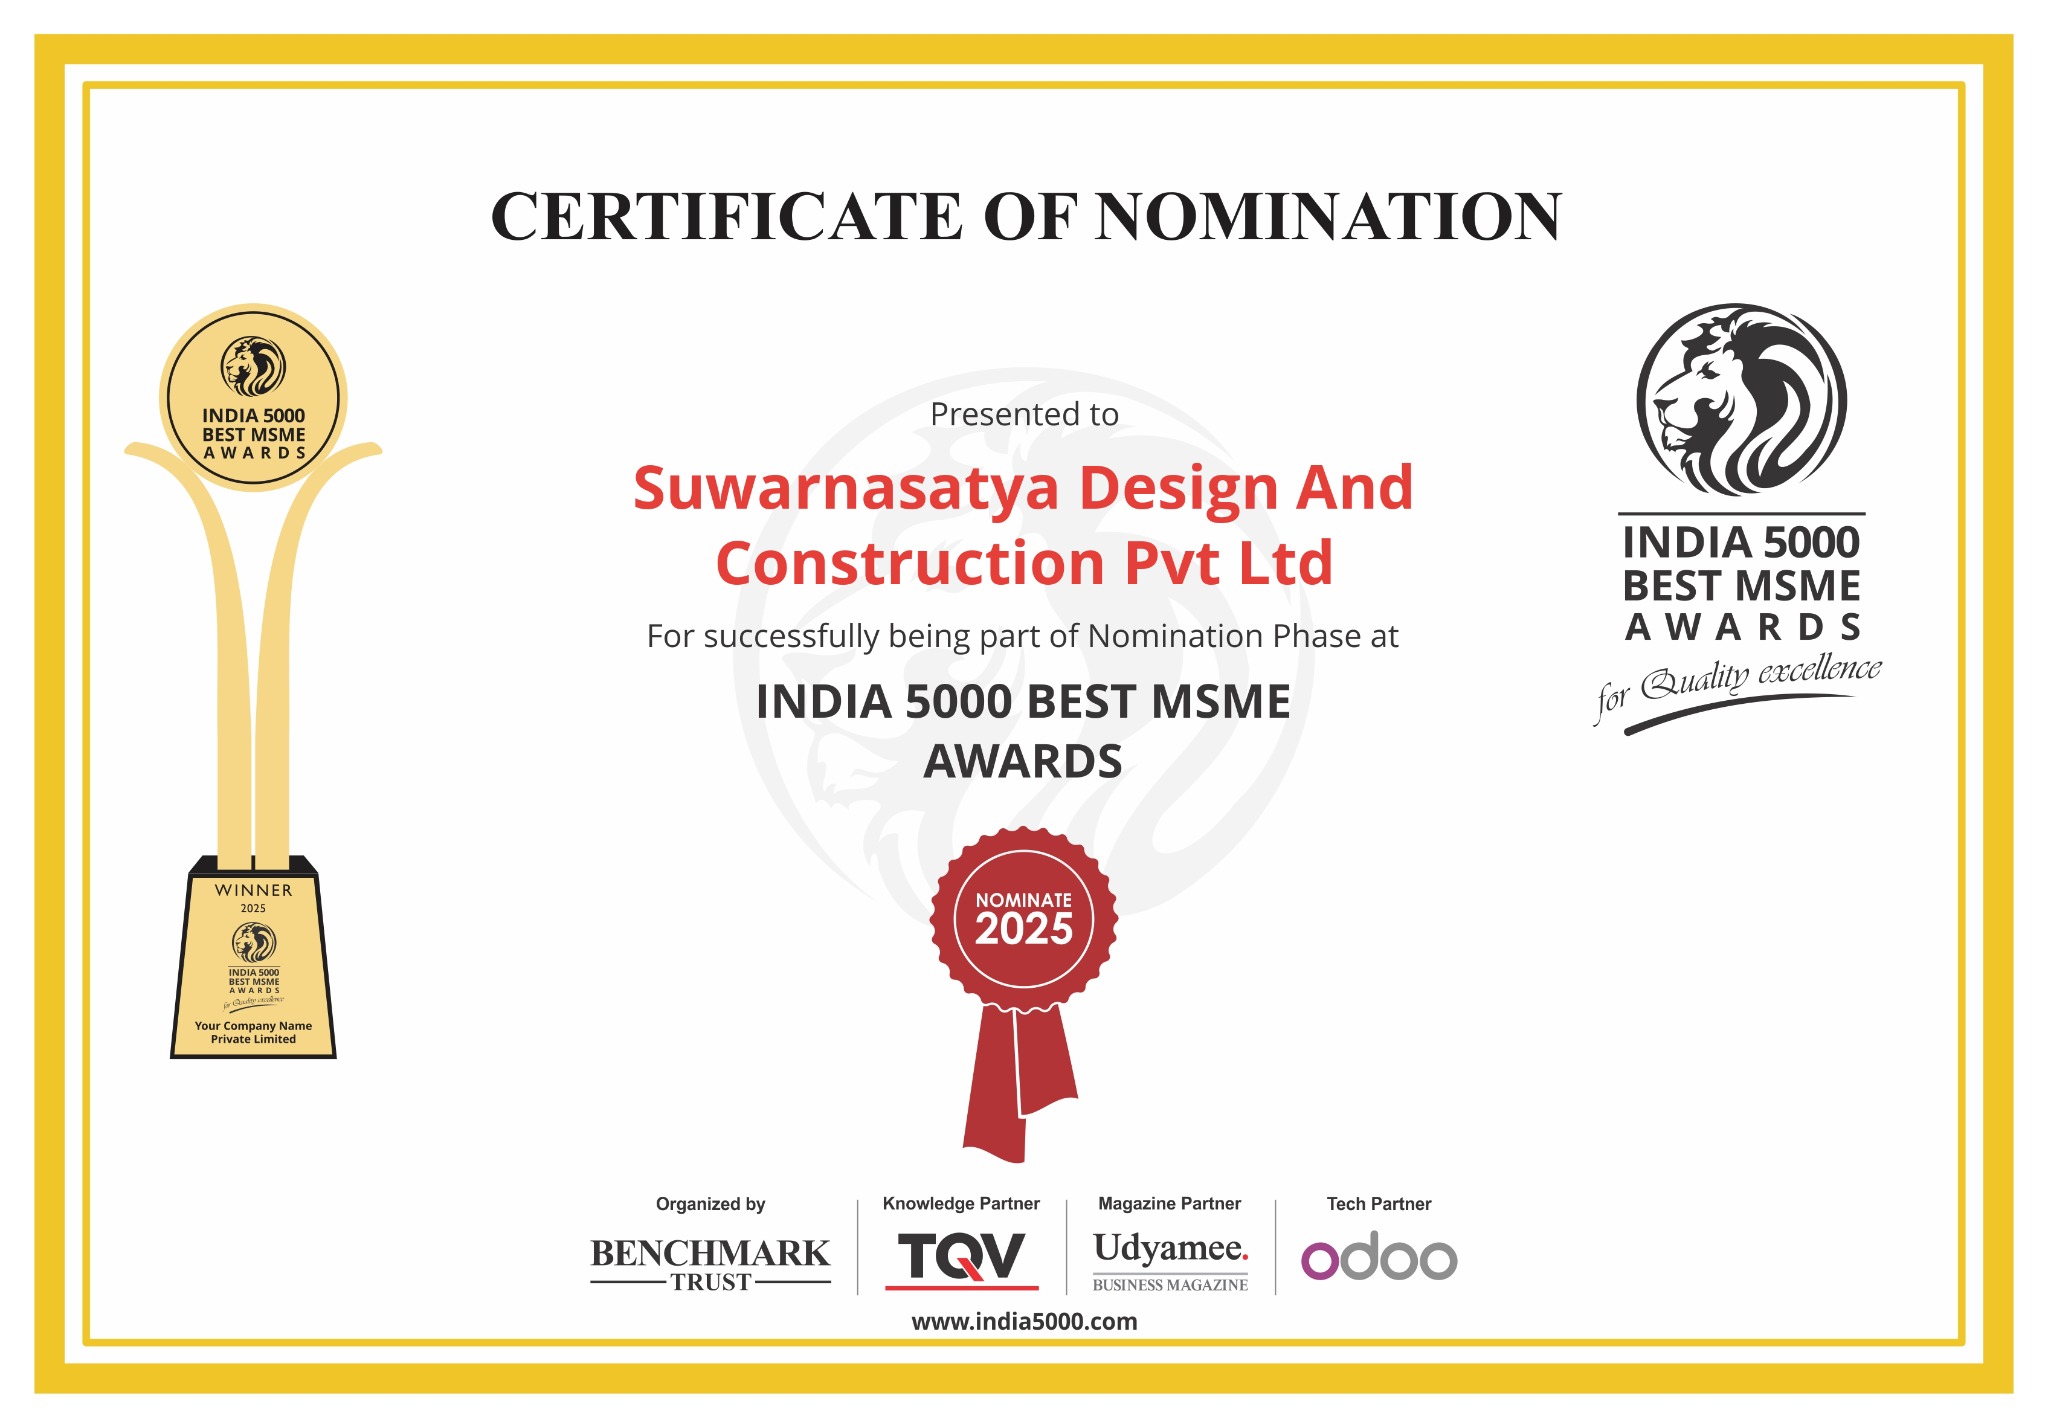 CERTIFICATE OF NOMINATION
INDIA 5000
BEST MSME
AWARDS
WINNER
2025
INDIA 5000
BEST MSME
AWARDS
for Quality excellence
Your Company Name
Private Limited
Presented to
Suwarnasatya Design And
Construction Pvt Ltd
For successfully being part of Nomination Phase at
INDIA 5000 BEST MSME
AWARDS
NOMINATE
2025
INDIA 5000
BEST MSME
AWARDS
for Quality excellence
Organized by
BENCHMARK
TRUST
Knowledge Partner
TQV
Magazine Partner
Udyamee.
BUSINESS MAGAZINE
Tech Partner
odoo
www.india5000.com